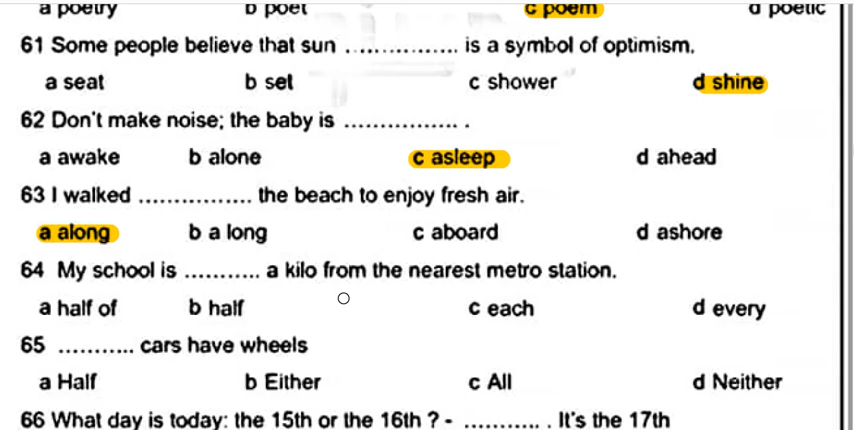 a poetry b poet c poem d poetic
61 Some people believe that sun ................ is a symbol of optimism.
a seat b set c shower d shine
62 Don't make noise; the baby is ................. .
a awake b alone c asleep d ahead
63 I walked ................ the beach to enjoy fresh air.
a along b a long c aboard d ashore
64 My school is ........... a kilo from the nearest metro station.
a half of b half c each d every
65 ........... cars have wheels
a Half b Either c All d Neither
66 What day is today: the 15th or the 16th ? - ........... . It's the 17th